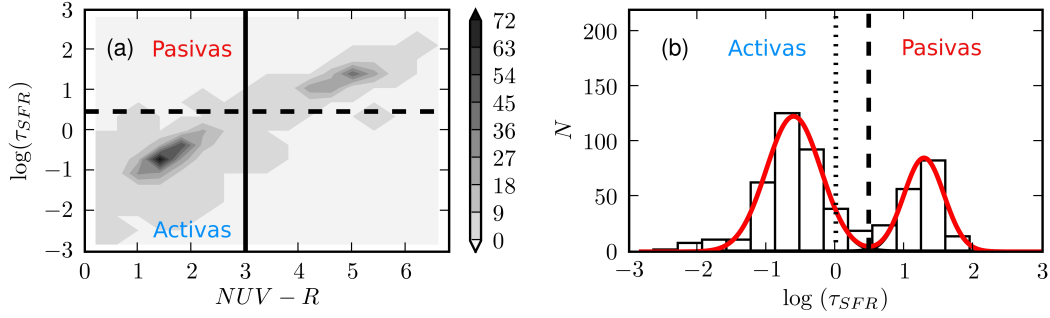 3
2
1
0
−1
−2
−3
log(τ_SFR)
(a)
Pasivas
Activas
0 1 2 3 4 5 6
NUV − R
72
63
54
45
36
27
18
9
0
200
150
100
50
0
N
Activas
(b)
Pasivas
−3 −2 −1 0 1 2 3
log (τ_SFR)